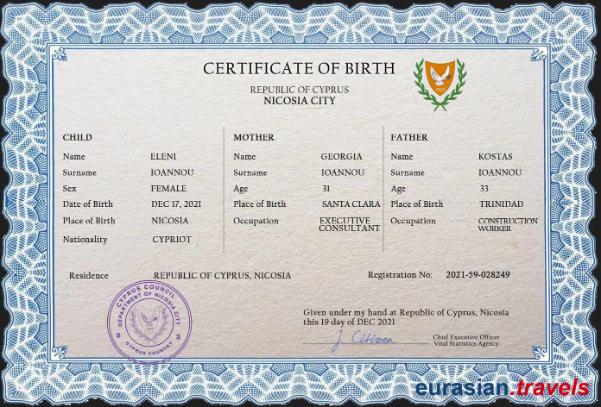 CERTIFICATE OF BIRTH
REPUBLIC OF CYPRUS
NICOSIA CITY
CHILD
Name ELENI
Surname IOANNOU
Sex FEMALE
Date of Birth DEC 17, 2021
Place of Birth NICOSIA
Nationality CYPRIOT
MOTHER
Name GEORGIA
Surname IOANNOU
Age 31
Place of Birth SANTA CLARA
Occupation EXECUTIVE
CONSULTANT
FATHER
Name KOSTAS
Surname IOANNOU
Age 33
Place of Birth TRINIDAD
Occupation CONSTRUCTION
WORKER
Residence REPUBLIC OF CYPRUS, NICOSIA
Registration No: 2021-59-028249
CYPRUS COUNCIL
DEPARTMENT OF NICOSIA CITY
CYPRUS COUNTRY
Given under my hand at Republic of Cyprus, Nicosia
this 19 day of DEC 2021
J. Citizen
Chief Executive Officer
Vital Statistics Agency
eurasian.travels